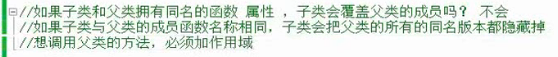 //如果子类和父类拥有同名的函数 属性 ，子类会覆盖父类的成员吗？ 不会
//如果子类与父类的成员函数名称相同，子类会把父类的所有的同名版本都隐藏掉
//想调用父类的方法，必须加作用域